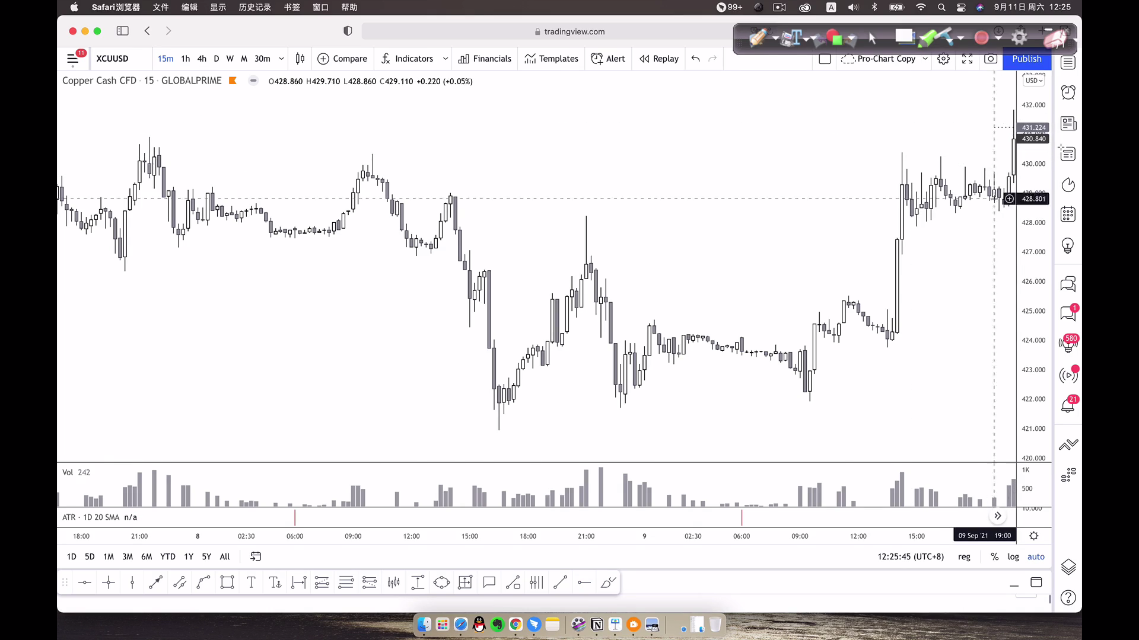 Safari浏览器 文件 编辑 显示 历史记录 书签 窗口 帮助 99+ A 9月11日 周六 12:25
tradingview.com
11 XCUUSD 15m 1h 4h D W M 30m Compare Indicators Financials Templates Alert Replay Pro-Chart Copy Publish
Copper Cash CFD · 15 · GLOBALPRIME O428.860 H429.710 L428.860 C429.110 +0.220 (+0.05%)
USD
432.000
431.224
430.840
430.000
428.801
428.000
427.000
426.000
425.000
424.000
423.000
422.000
421.000
420.000
1
580
21
Vol 242
1K
500
ATR · 1D 20 SMA n/a
10.000
18:00 21:00 8 02:30 06:00 09:00 12:00 15:00 18:00 21:00 9 02:30 06:00 09:00 12:00 15:00 09 Sep '21 19:00
1D 5D 1M 3M 6M YTD 1Y 5Y All 12:25:45 (UTC+8) reg % log auto